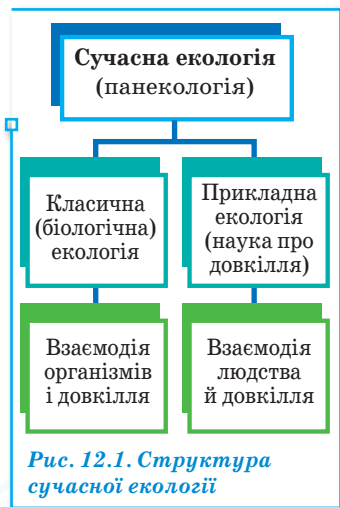 Сучасна екологія
(панекологія)
Класична
(біологічна)
екологія
Прикладна
екологія
(наука про
довкілля)
Взаємодія
організмів
і довкілля
Взаємодія
людства
й довкілля
Рис. 12.1. Структура
сучасної екології